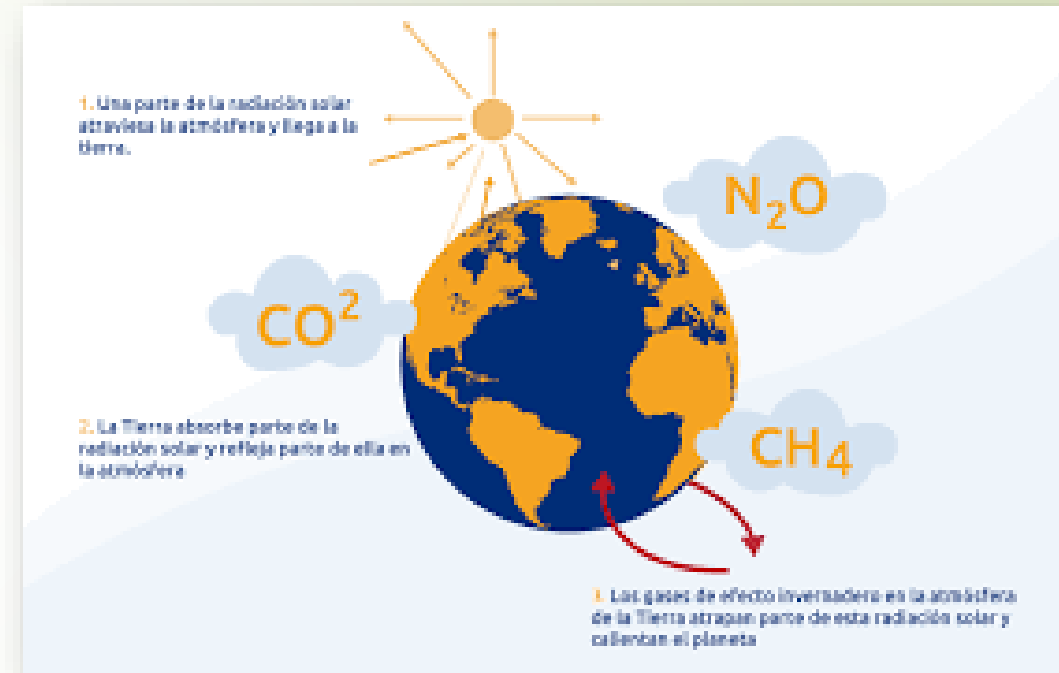 1. Una parte de la radiación solar
atraviesa la atmósfera y llega a la
tierra.
N₂O
CO²
2. La Tierra absorbe parte de la
radiación solar y refleja parte de ella en
la atmósfera
CH₄
3. Los gases de efecto invernadero en la atmósfera
de la Tierra atrapan parte de esta radiación solar y
calientan el planeta